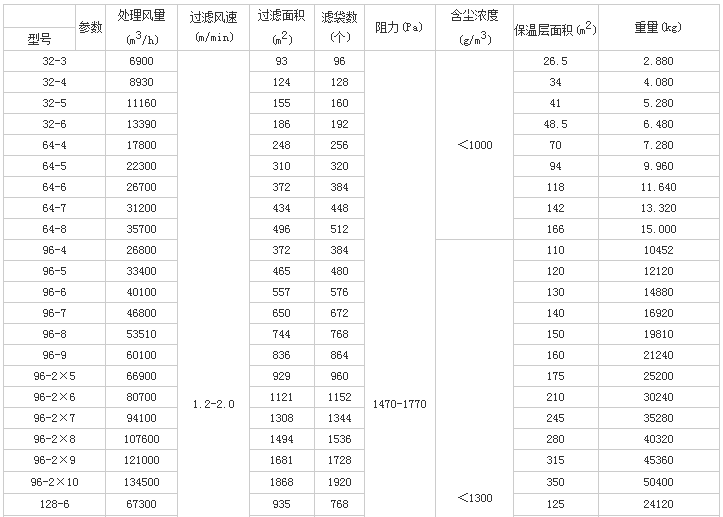 参数 处理风量 (m³/h) 过滤风速 (m/min) 过滤面积 (m²) 滤袋数 (个) 阻力(Pa) 含尘浓度 (g/m³) 保温层面积(m²) 重量(kg)
型号
32-3 6900 93 96 26.5 2.880
32-4 8930 124 128 34 4.080
32-5 11160 155 160 41 5.280
32-6 13390 186 192 48.5 6.480
64-4 17800 248 256 <1000 70 7.280
64-5 22300 310 320 94 9.960
64-6 26700 372 384 118 11.640
64-7 31200 434 448 142 13.320
64-8 35700 496 512 166 15.000
96-4 26800 372 384 110 10452
96-5 33400 465 480 120 12120
96-6 40100 557 576 130 14880
96-7 46800 650 672 140 16920
96-8 53510 744 768 150 19810
96-9 60100 836 864 160 21240
96-2×5 66900 929 960 175 25200
96-2×6 80700 1.2-2.0 1121 1152 1470-1770 210 30240
96-2×7 94100 1308 1344 245 35280
96-2×8 107600 1494 1536 280 40320
96-2×9 121000 1681 1728 315 45360
96-2×10 134500 1868 1920 350 50400
128-6 67300 935 768 <1300 125 24120